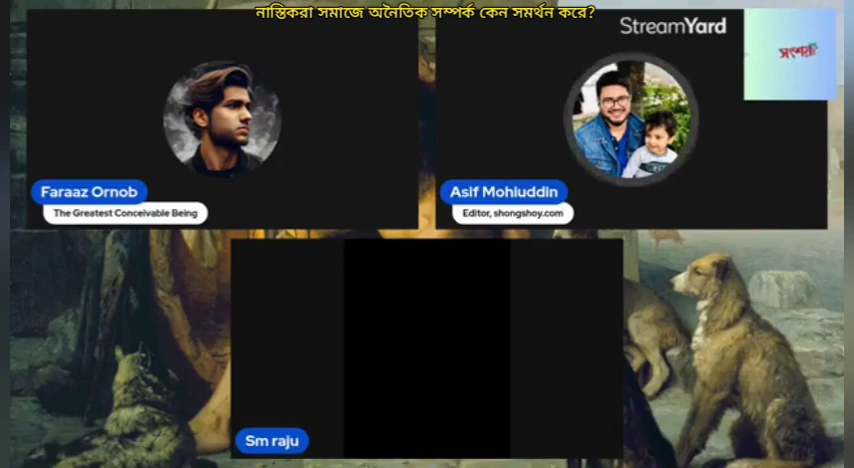 নাস্তিকরা সমাজে অনৈতিক সম্পর্ক কেন সমর্থন করে?
StreamYard
সংশয়
Faraaz Ornob
The Greatest Conceivable Being
Asif Mohiuddin
Editor, shongshoy.com
Sm raju